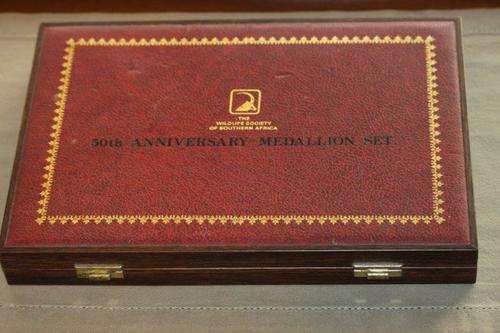 THE
WILDLIFE SOCIETY
OF SOUTHERN AFRICA
50th ANNIVERSARY MEDALLION SET